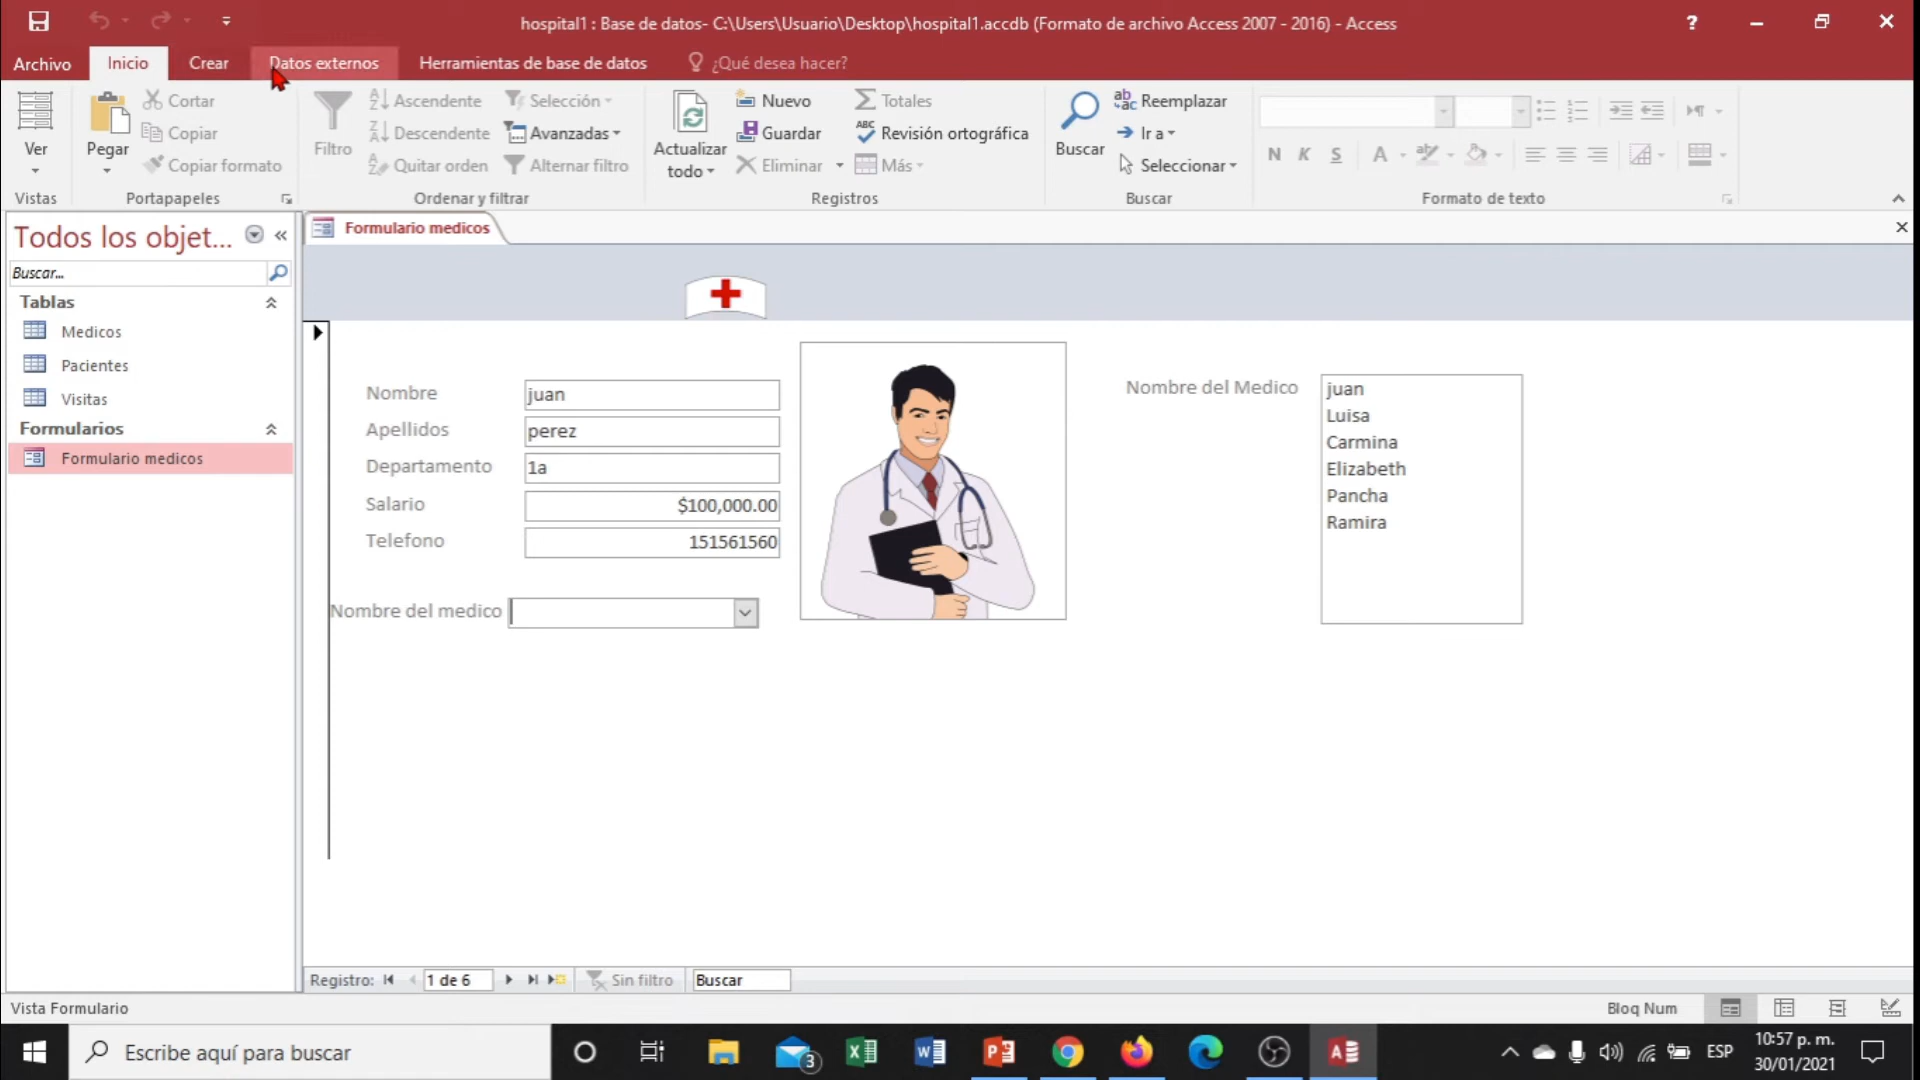 hospital1 : Base de datos- C:\Users\Usuario\Desktop\hospital1.accdb (Formato de archivo Access 2007 - 2016) - Access
?
Archivo
Inicio
Crear
Datos externos
Herramientas de base de datos
¿Qué desea hacer?
Ver
Vistas
Pegar
Cortar
Copiar
Copiar formato
Portapapeles
Filtro
Ascendente
Descendente
Quitar orden
Selección
Avanzadas
Alternar filtro
Ordenar y filtrar
Actualizar
todo
Nuevo
Guardar
Eliminar
Totales
Revisión ortográfica
Más
Registros
Buscar
Reemplazar
Ir a
Seleccionar
Buscar
N K S A
Formato de texto
Todos los objet...
Buscar...
Tablas
Medicos
Pacientes
Visitas
Formularios
Formulario medicos
Formulario medicos
Nombre juan
Apellidos perez
Departamento 1a
Salario $100,000.00
Telefono 151561560
Nombre del medico
Nombre del Medico
juan
Luisa
Carmina
Elizabeth
Pancha
Ramira
Registro: 1 de 6 Sin filtro Buscar
Vista Formulario
Bloq Num
Escribe aquí para buscar
3
ESP
10:57 p. m.
30/01/2021